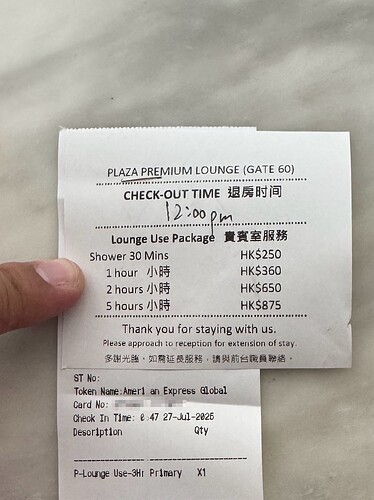 PLAZA PREMIUM LOUNGE (GATE 60)
CHECK-OUT TIME 退房时间
12:00pm
Lounge Use Package 貴賓室服務
Shower 30 Mins HK$250
1 hour 小時 HK$360
2 hours 小時 HK$650
5 hours 小時 HK$875
Thank you for staying with us.
Please approach to reception for extension of stay.
多謝光臨。如需延長服務，請與前台職員聯絡。
ST No:
Token Name:Ameri an Express Global
Card No:
Check In Time: 47 27-Jul-2025
Description Qty
P-Lounge Use-3Hr Primary X1